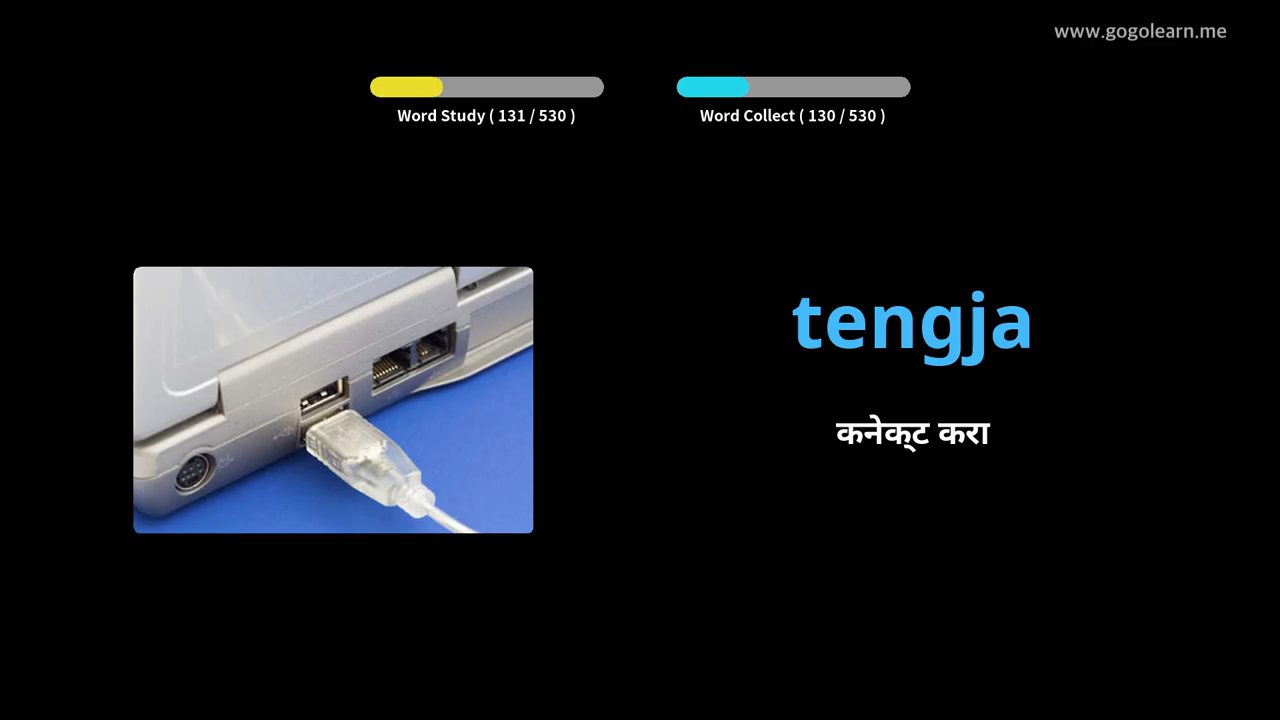 www.gogolearn.me
Word Study ( 131 / 530 )
Word Collect ( 130 / 530 )
tengja
कनेक्ट करा